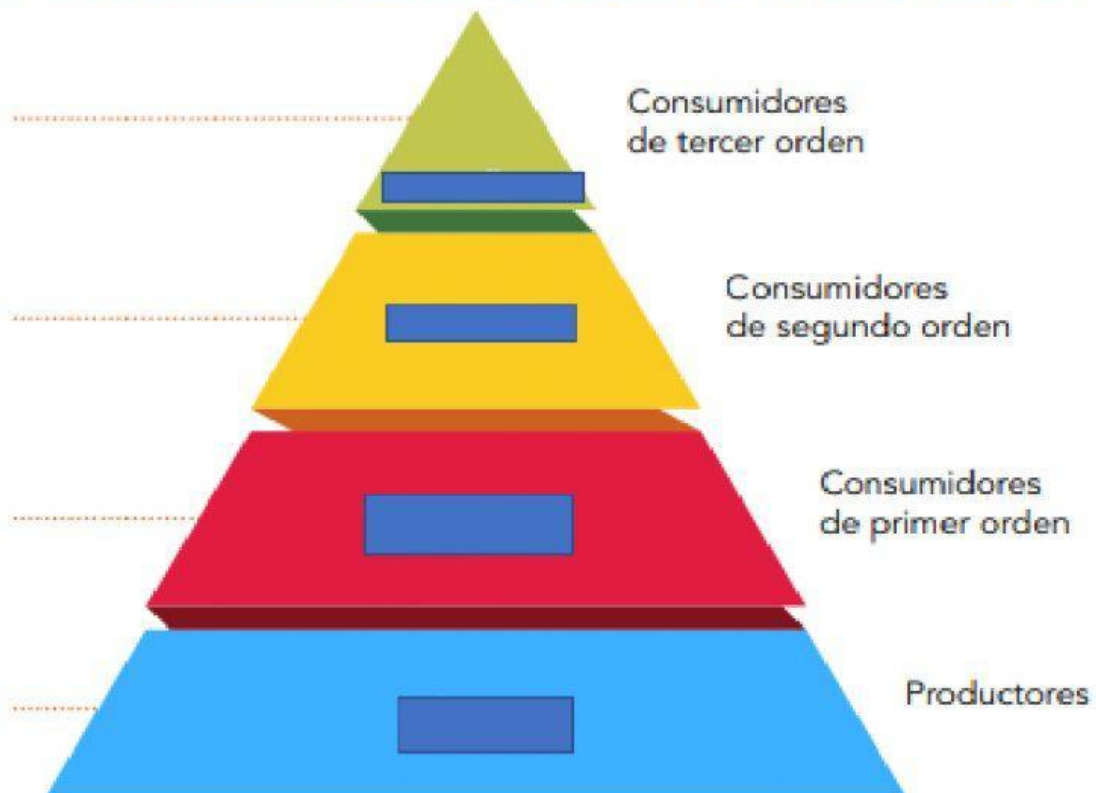 Consumidores
de tercer orden
Consumidores
de segundo orden
Consumidores
de primer orden
Productores